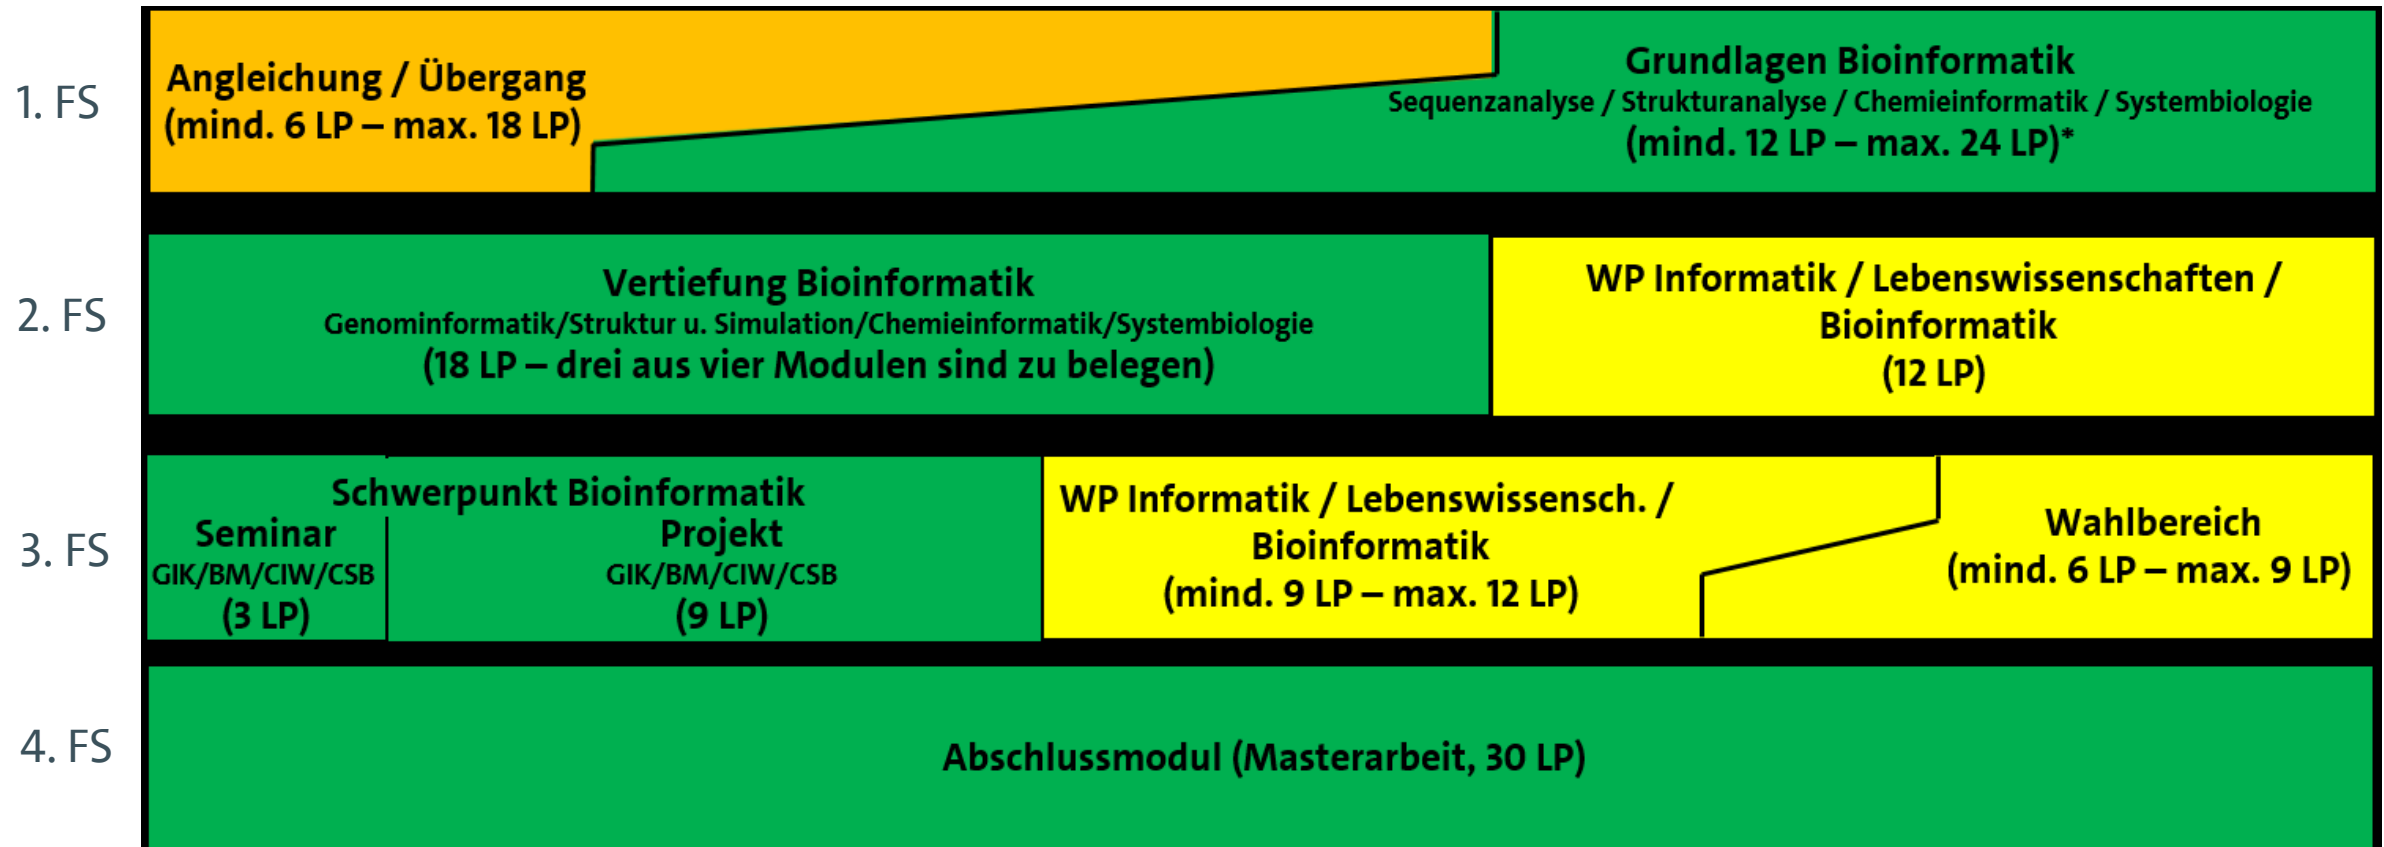 1. FS
Angleichung / Übergang
(mind. 6 LP – max. 18 LP)
Grundlagen Bioinformatik
Sequenzanalyse / Strukturanalyse / Chemieinformatik / Systembiologie
(mind. 12 LP – max. 24 LP)*
2. FS
Vertiefung Bioinformatik
Genominformatik/Struktur u. Simulation/Chemieinformatik/Systembiologie
(18 LP – drei aus vier Modulen sind zu belegen)
WP Informatik / Lebenswissenschaften /
Bioinformatik
(12 LP)
3. FS
Schwerpunkt Bioinformatik
Seminar
GIK/BM/CIW/CSB
(3 LP)
Projekt
GIK/BM/CIW/CSB
(9 LP)
WP Informatik / Lebenswissensch. /
Bioinformatik
(mind. 9 LP – max. 12 LP)
Wahlbereich
(mind. 6 LP – max. 9 LP)
4. FS
Abschlussmodul (Masterarbeit, 30 LP)